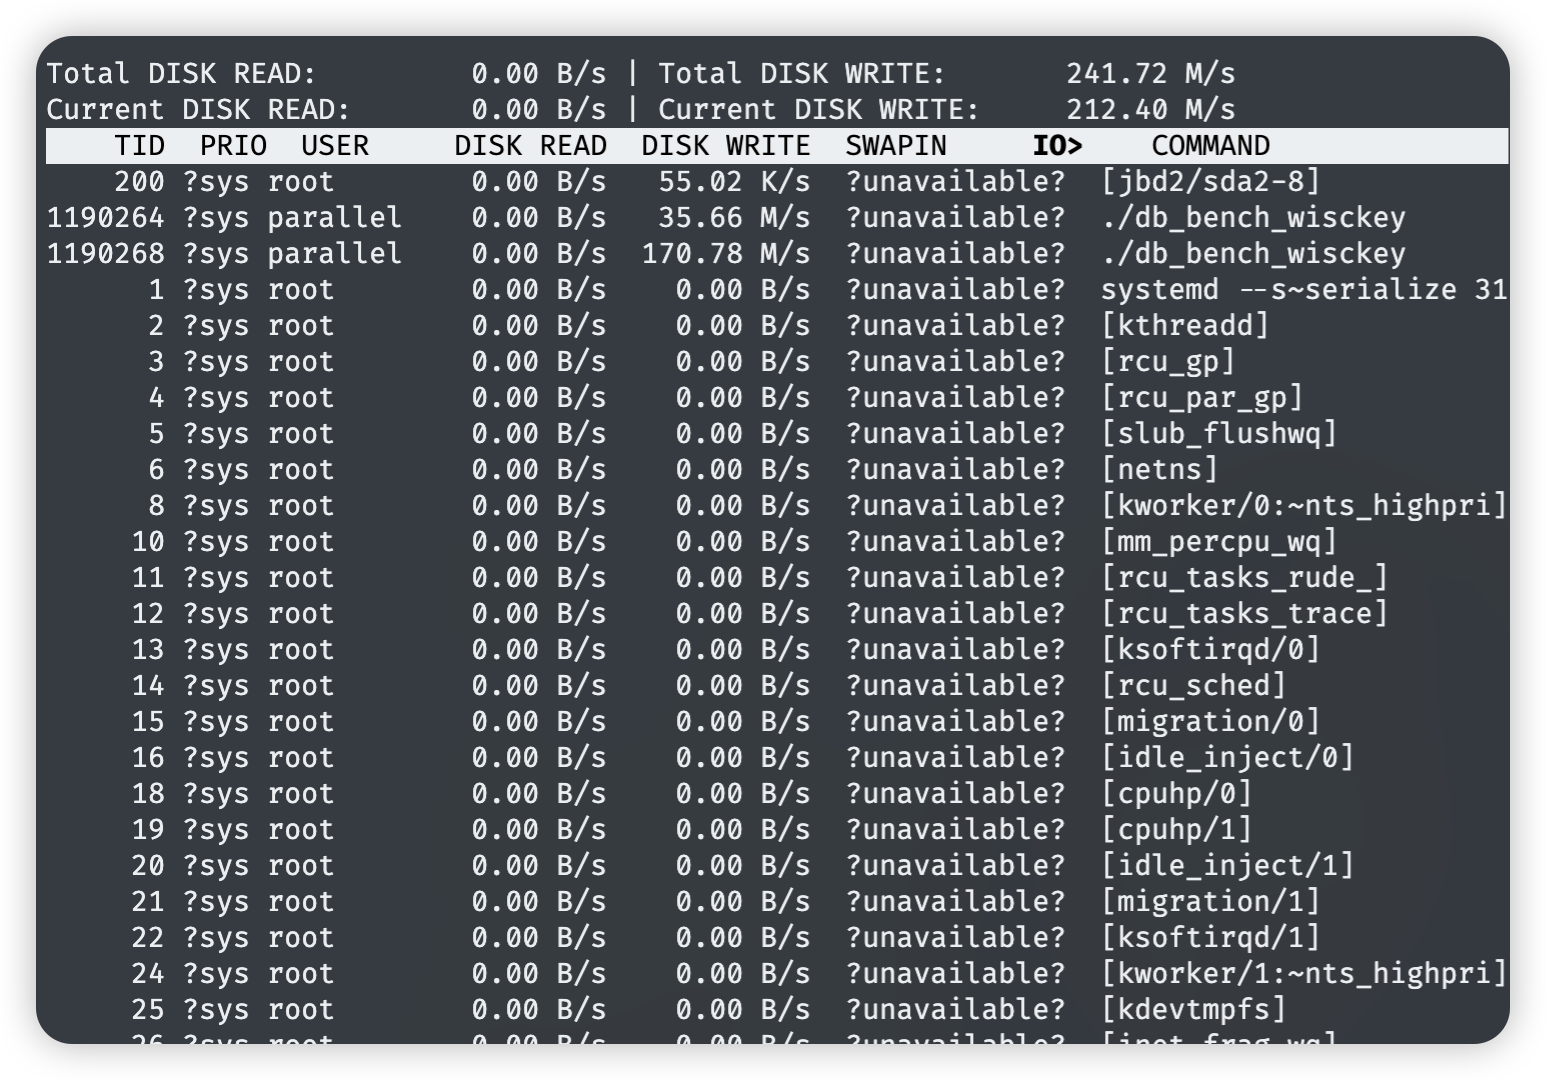 Total DISK READ:         0.00 B/s | Total DISK WRITE:       241.72 M/s
Current DISK READ:       0.00 B/s | Current DISK WRITE:     212.40 M/s
    TID  PRIO  USER     DISK READ  DISK WRITE  SWAPIN     IO>    COMMAND
    200 ?sys root        0.00 B/s   55.02 K/s  ?unavailable?  [jbd2/sda2-8]
1190264 ?sys parallel    0.00 B/s   35.66 M/s  ?unavailable?  ./db_bench_wisckey
1190268 ?sys parallel    0.00 B/s  170.78 M/s  ?unavailable?  ./db_bench_wisckey
      1 ?sys root        0.00 B/s    0.00 B/s  ?unavailable?  systemd --s~serialize 31
      2 ?sys root        0.00 B/s    0.00 B/s  ?unavailable?  [kthreadd]
      3 ?sys root        0.00 B/s    0.00 B/s  ?unavailable?  [rcu_gp]
      4 ?sys root        0.00 B/s    0.00 B/s  ?unavailable?  [rcu_par_gp]
      5 ?sys root        0.00 B/s    0.00 B/s  ?unavailable?  [slub_flushwq]
      6 ?sys root        0.00 B/s    0.00 B/s  ?unavailable?  [netns]
      8 ?sys root        0.00 B/s    0.00 B/s  ?unavailable?  [kworker/0:~nts_highpri]
     10 ?sys root        0.00 B/s    0.00 B/s  ?unavailable?  [mm_percpu_wq]
     11 ?sys root        0.00 B/s    0.00 B/s  ?unavailable?  [rcu_tasks_rude_]
     12 ?sys root        0.00 B/s    0.00 B/s  ?unavailable?  [rcu_tasks_trace]
     13 ?sys root        0.00 B/s    0.00 B/s  ?unavailable?  [ksoftirqd/0]
     14 ?sys root        0.00 B/s    0.00 B/s  ?unavailable?  [rcu_sched]
     15 ?sys root        0.00 B/s    0.00 B/s  ?unavailable?  [migration/0]
     16 ?sys root        0.00 B/s    0.00 B/s  ?unavailable?  [idle_inject/0]
     18 ?sys root        0.00 B/s    0.00 B/s  ?unavailable?  [cpuhp/0]
     19 ?sys root        0.00 B/s    0.00 B/s  ?unavailable?  [cpuhp/1]
     20 ?sys root        0.00 B/s    0.00 B/s  ?unavailable?  [idle_inject/1]
     21 ?sys root        0.00 B/s    0.00 B/s  ?unavailable?  [migration/1]
     22 ?sys root        0.00 B/s    0.00 B/s  ?unavailable?  [ksoftirqd/1]
     24 ?sys root        0.00 B/s    0.00 B/s  ?unavailable?  [kworker/1:~nts_highpri]
     25 ?sys root        0.00 B/s    0.00 B/s  ?unavailable?  [kdevtmpfs]
     26 ?sys root        0.00 B/s    0.00 B/s  ?unavailable?  [inet_frag_wq]